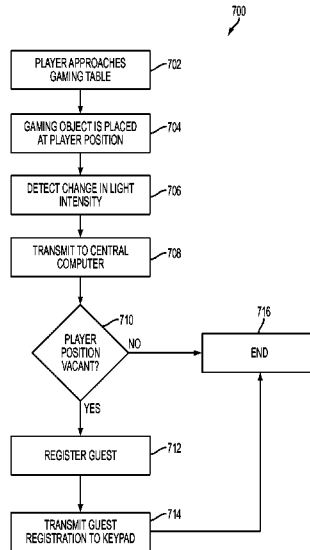 700
PLAYER APPROACHES
GAMING TABLE
702
GAMING OBJECT IS PLACED
AT PLAYER POSITION
704
DETECT CHANGE IN LIGHT
INTENSITY
706
TRANSMIT TO CENTRAL
COMPUTER
708
PLAYER
POSITION
VACANT?
710
NO
716
END
YES
REGISTER GUEST
712
TRANSMIT GUEST
REGISTRATION TO KEYPAD
714